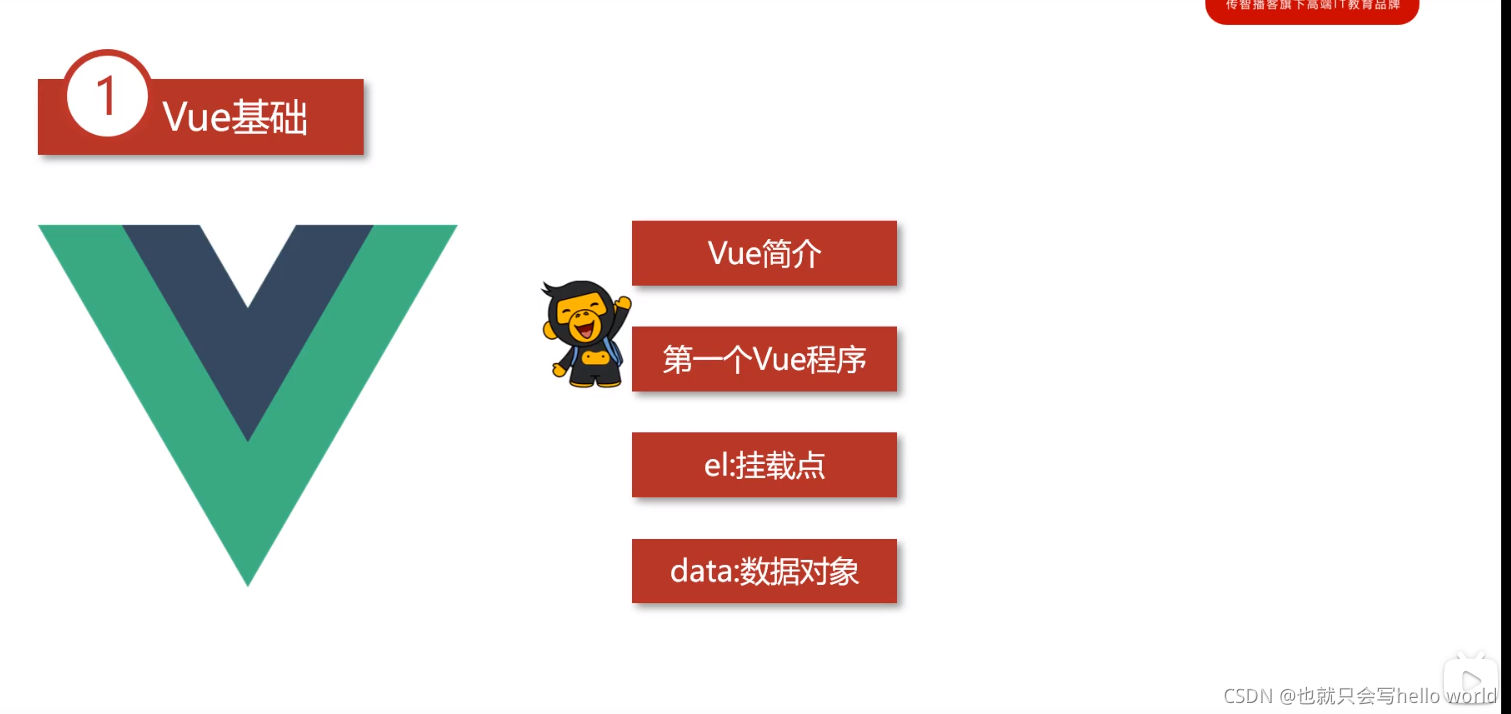 传智播客旗下高端IT教育品牌
1
Vue基础
Vue简介
第一个Vue程序
el:挂载点
data:数据对象
CSDN @也就只会写hello world